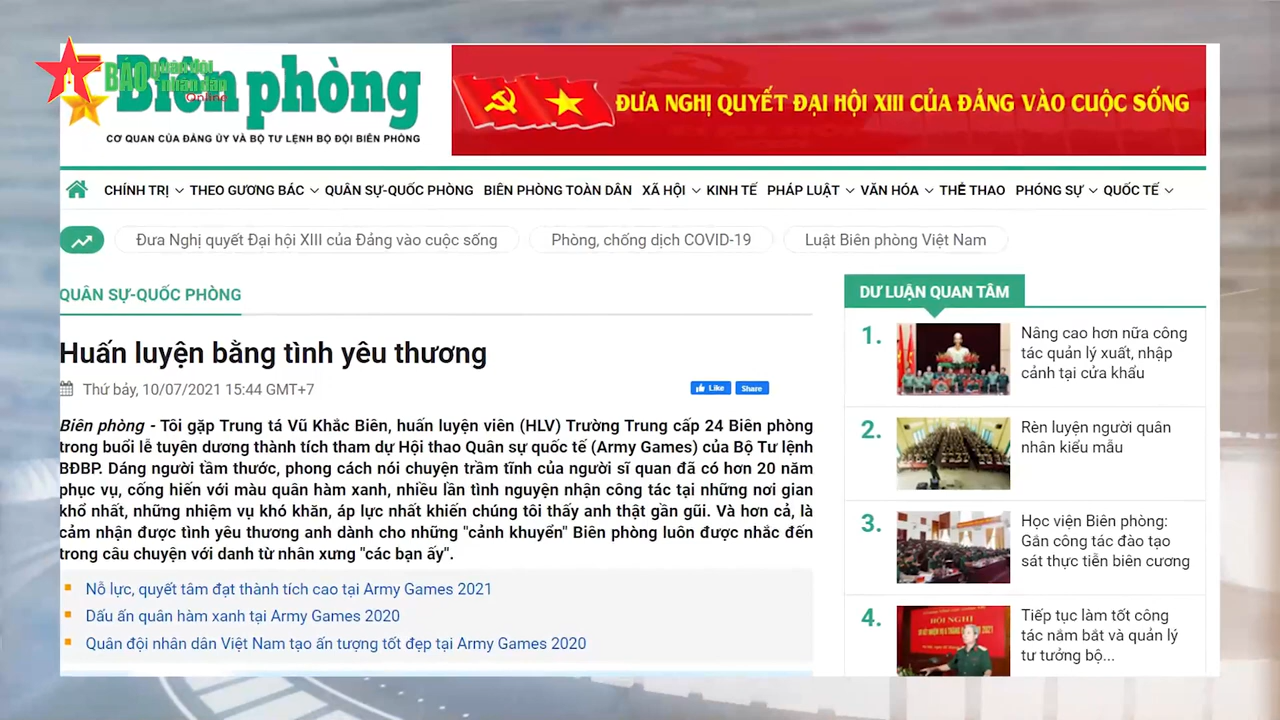 BÁO Quân đội
nhân dân
Online
Biên phòng
CƠ QUAN CỦA ĐẢNG ỦY VÀ BỘ TƯ LỆNH BỘ ĐỘI BIÊN PHÒNG
ĐƯA NGHỊ QUYẾT ĐẠI HỘI XIII CỦA ĐẢNG VÀO CUỘC SỐNG
CHÍNH TRỊ THEO GƯƠNG BÁC QUÂN SỰ-QUỐC PHÒNG BIÊN PHÒNG TOÀN DÂN XÃ HỘI KINH TẾ PHÁP LUẬT VĂN HÓA THỂ THAO PHÓNG SỰ QUỐC TẾ
Đưa Nghị quyết Đại hội XIII của Đảng vào cuộc sống Phòng, chống dịch COVID-19 Luật Biên phòng Việt Nam
QUÂN SỰ-QUỐC PHÒNG
Huấn luyện bằng tình yêu thương
Thứ bảy, 10/07/2021 15:44 GMT+7
Like Share
Biên phòng - Tôi gặp Trung tá Vũ Khắc Biên, huấn luyện viên (HLV) Trường Trung cấp 24 Biên phòng
trong buổi lễ tuyên dương thành tích tham dự Hội thao Quân sự quốc tế (Army Games) của Bộ Tư lệnh
BĐBP. Dáng người tầm thước, phong cách nói chuyện trầm tĩnh của người sĩ quan đã có hơn 20 năm
phục vụ, cống hiến với màu quân hàm xanh, nhiều lần tình nguyện nhận công tác tại những nơi gian
khổ nhất, những nhiệm vụ khó khăn, áp lực nhất khiến chúng tôi thấy anh thật gần gũi. Và hơn cả, là
cảm nhận được tình yêu thương anh dành cho những "cảnh khuyển" Biên phòng luôn được nhắc đến
trong câu chuyện với danh từ nhân xưng "các bạn ấy".
Nỗ lực, quyết tâm đạt thành tích cao tại Army Games 2021
Dấu ấn quân hàm xanh tại Army Games 2020
Quân đội nhân dân Việt Nam tạo ấn tượng tốt đẹp tại Army Games 2020
DƯ LUẬN QUAN TÂM
1.
Nâng cao hơn nữa công
tác quản lý xuất, nhập
cảnh tại cửa khẩu
2.
Rèn luyện người quân
nhân kiểu mẫu
3.
Học viện Biên phòng:
Gắn công tác đào tạo
sát thực tiễn biên cương
4.
HỘI NGHỊ
Tiếp tục làm tốt công
tác nắm bắt và quản lý
tư tưởng bộ...